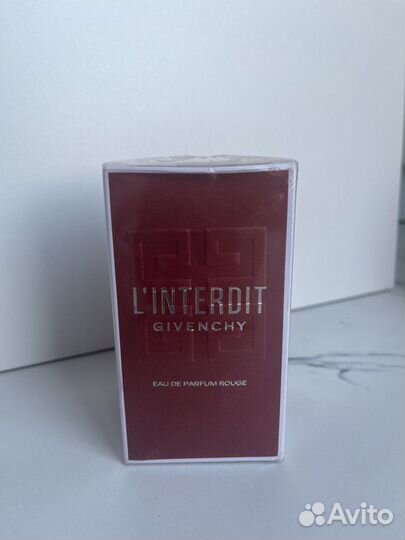 L'INTERDIT
GIVENCHY
EAU DE PARFUM ROUGE
Avito